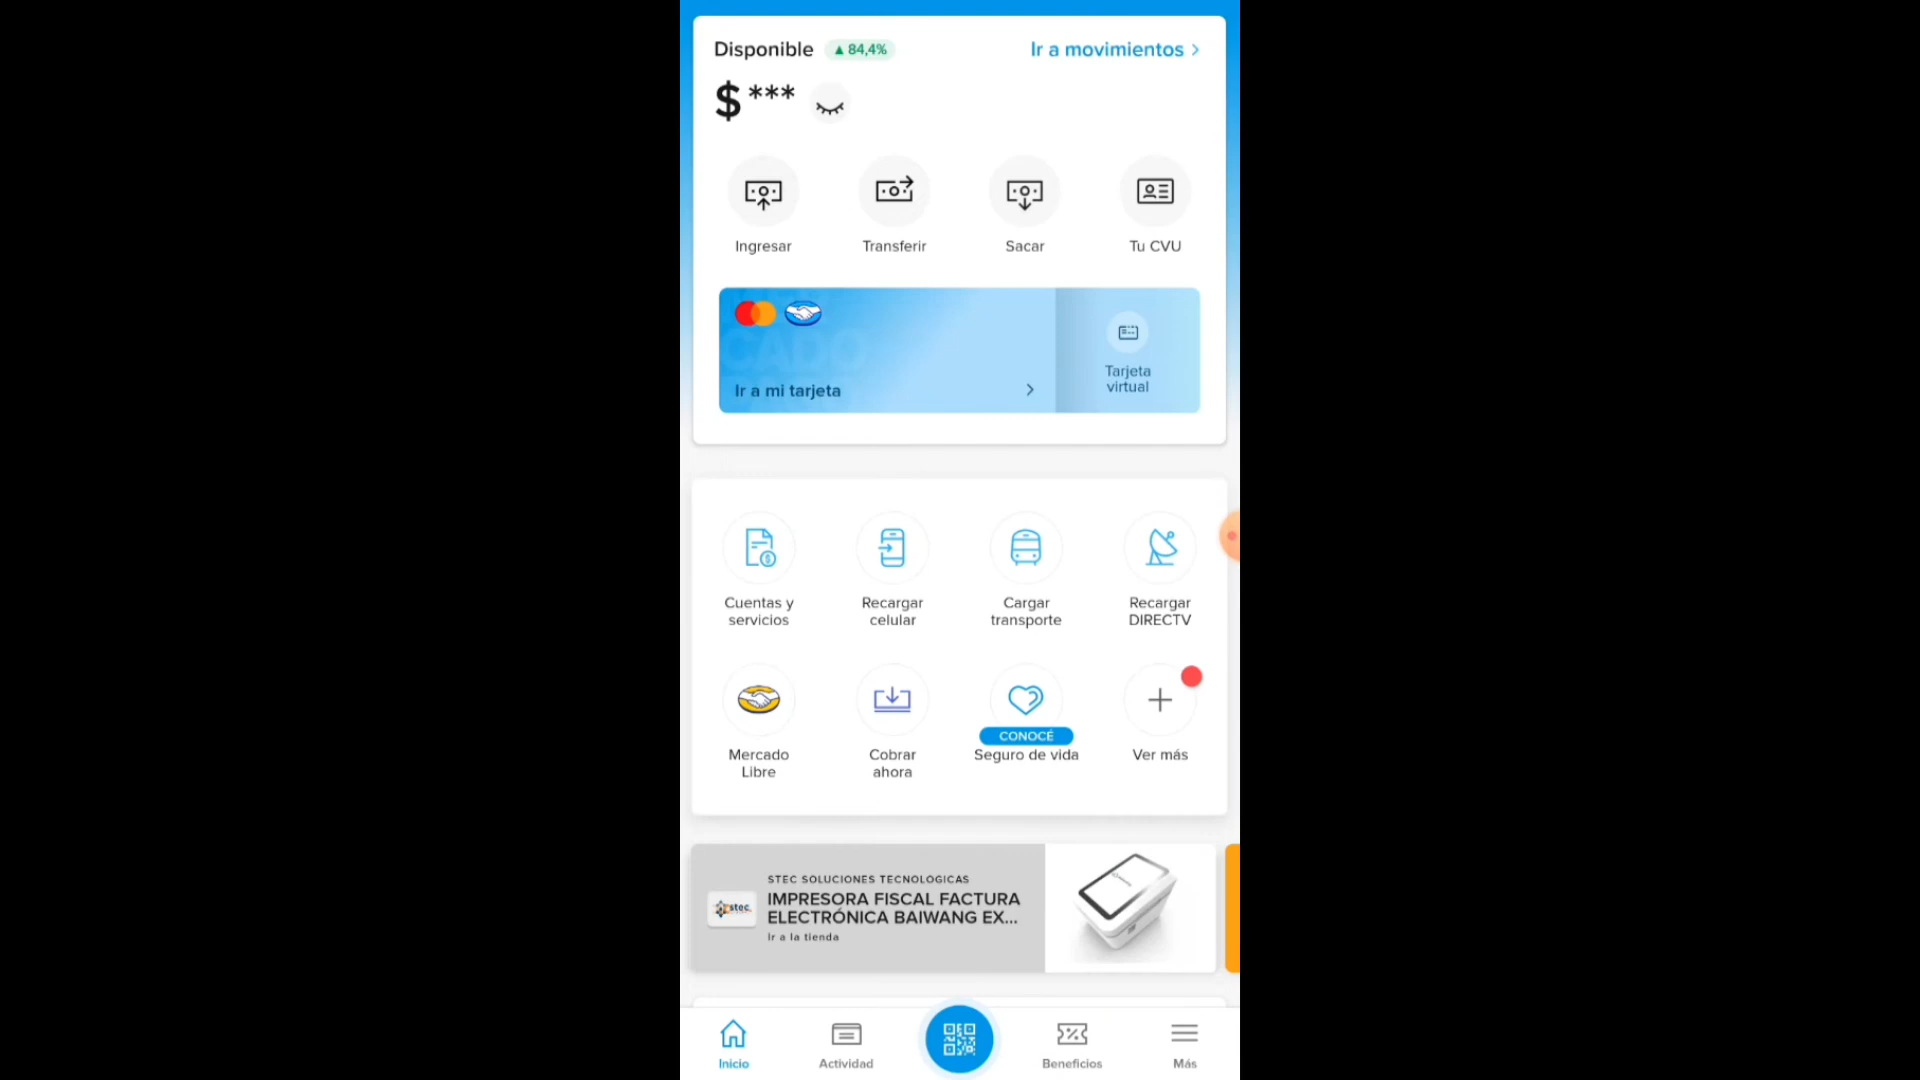 Disponible ▲ 84,4% Ir a movimientos >
$ ***
Ingresar Transferir Sacar Tu CVU
Ir a mi tarjeta >
Tarjeta
virtual
Cuentas y
servicios
Recargar
celular
Cargar
transporte
Recargar
DIRECTV
Mercado
Libre
Cobrar
ahora
CONOCÉ
Seguro de vida
Ver más
STEC SOLUCIONES TECNOLOGICAS
stec
IMPRESORA FISCAL FACTURA
ELECTRÓNICA BAIWANG EX...
Ir a la tienda
Inicio Actividad Beneficios Más